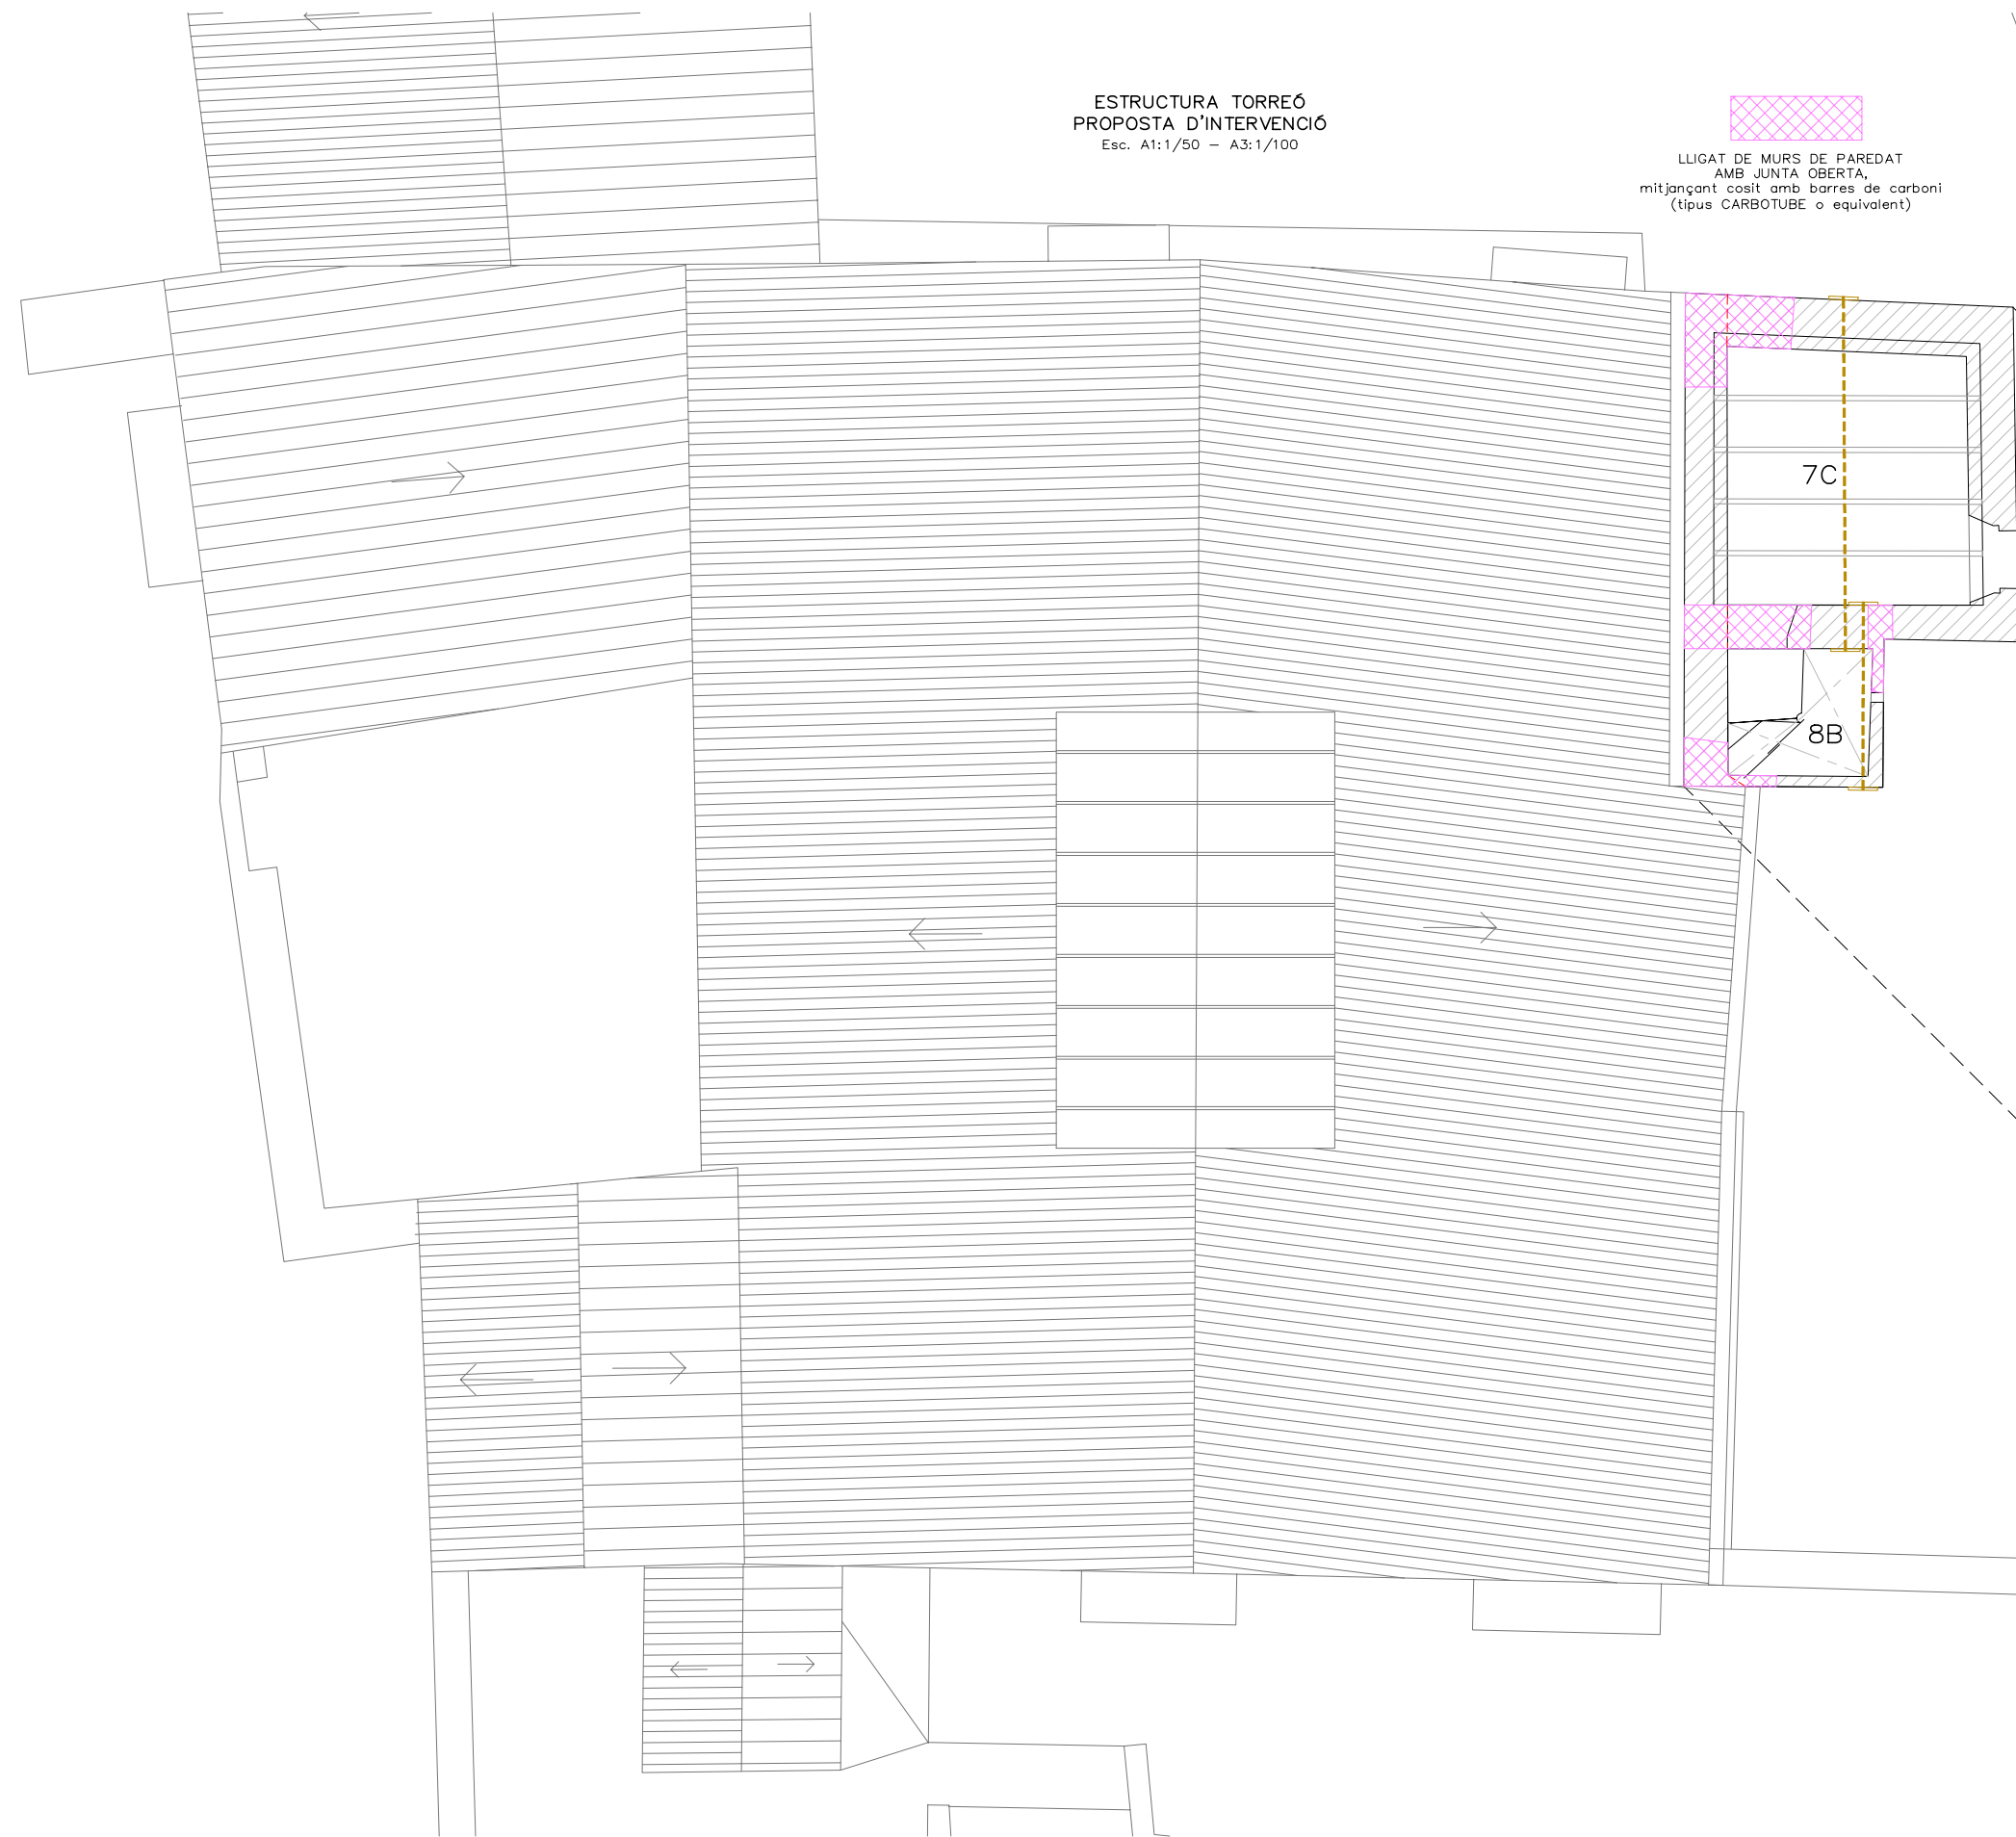 ESTRUCTURA TORREÓ
PROPOSTA D'INTERVENCIÓ
Esc. A1:1/50 – A3:1/100
LLIGAT DE MURS DE PAREDAT
AMB JUNTA OBERTA,
mitjançant cosit amb barres de carboni
(tipus CARBOTUBE o equivalent)
7C
8B